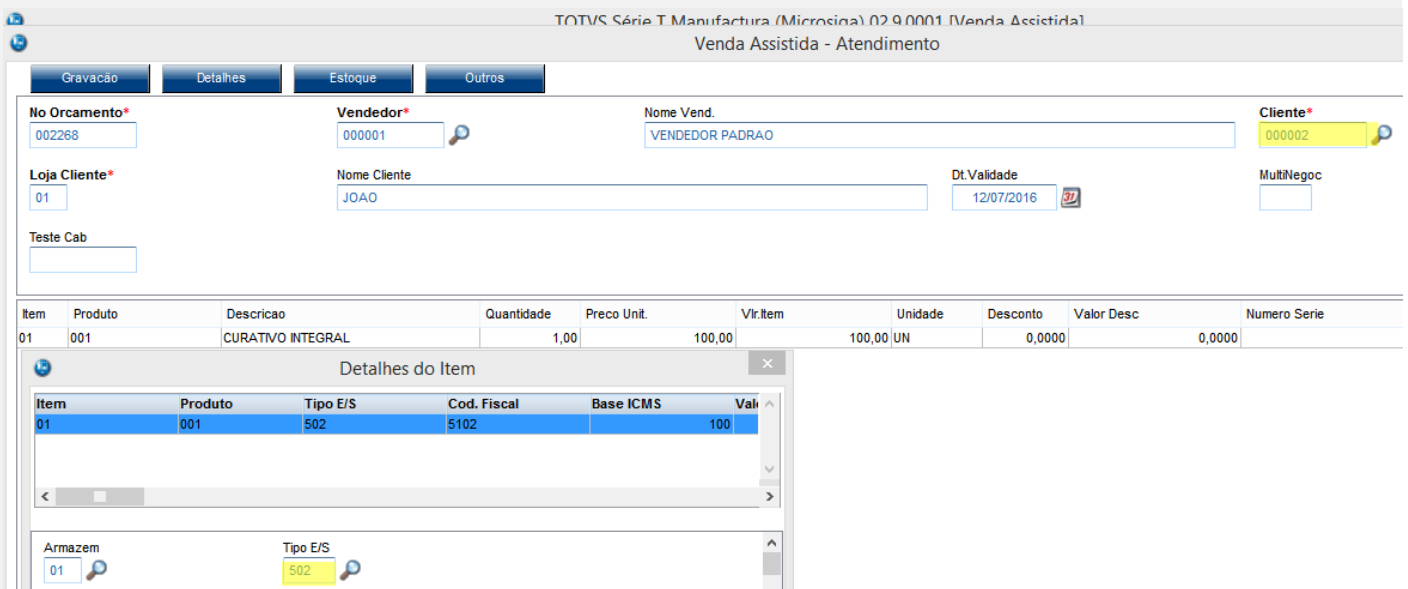 TOTVS Série T Manufactura (Microsiga) 02.9.0001 [Venda Assistida]
Venda Assistida - Atendimento
Gravacão Detalhes Estoque Outros
No Orcamento* Vendedor* Nome Vend. Cliente*
002268 000001 VENDEDOR PADRAO 000002
Loja Cliente* Nome Cliente Dt.Validade MultiNegoc
01 JOAO 12/07/2016 31
Teste Cab
Item Produto Descricao Quantidade Preco Unit. Vlr.Item Unidade Desconto Valor Desc Numero Serie
01 001 CURATIVO INTEGRAL 1,00 100,00 100,00 UN 0,0000 0,0000
Detalhes do Item
Item Produto Tipo E/S Cod. Fiscal Base ICMS Val
01 001 502 5102 100
Armazem Tipo E/S
01 502